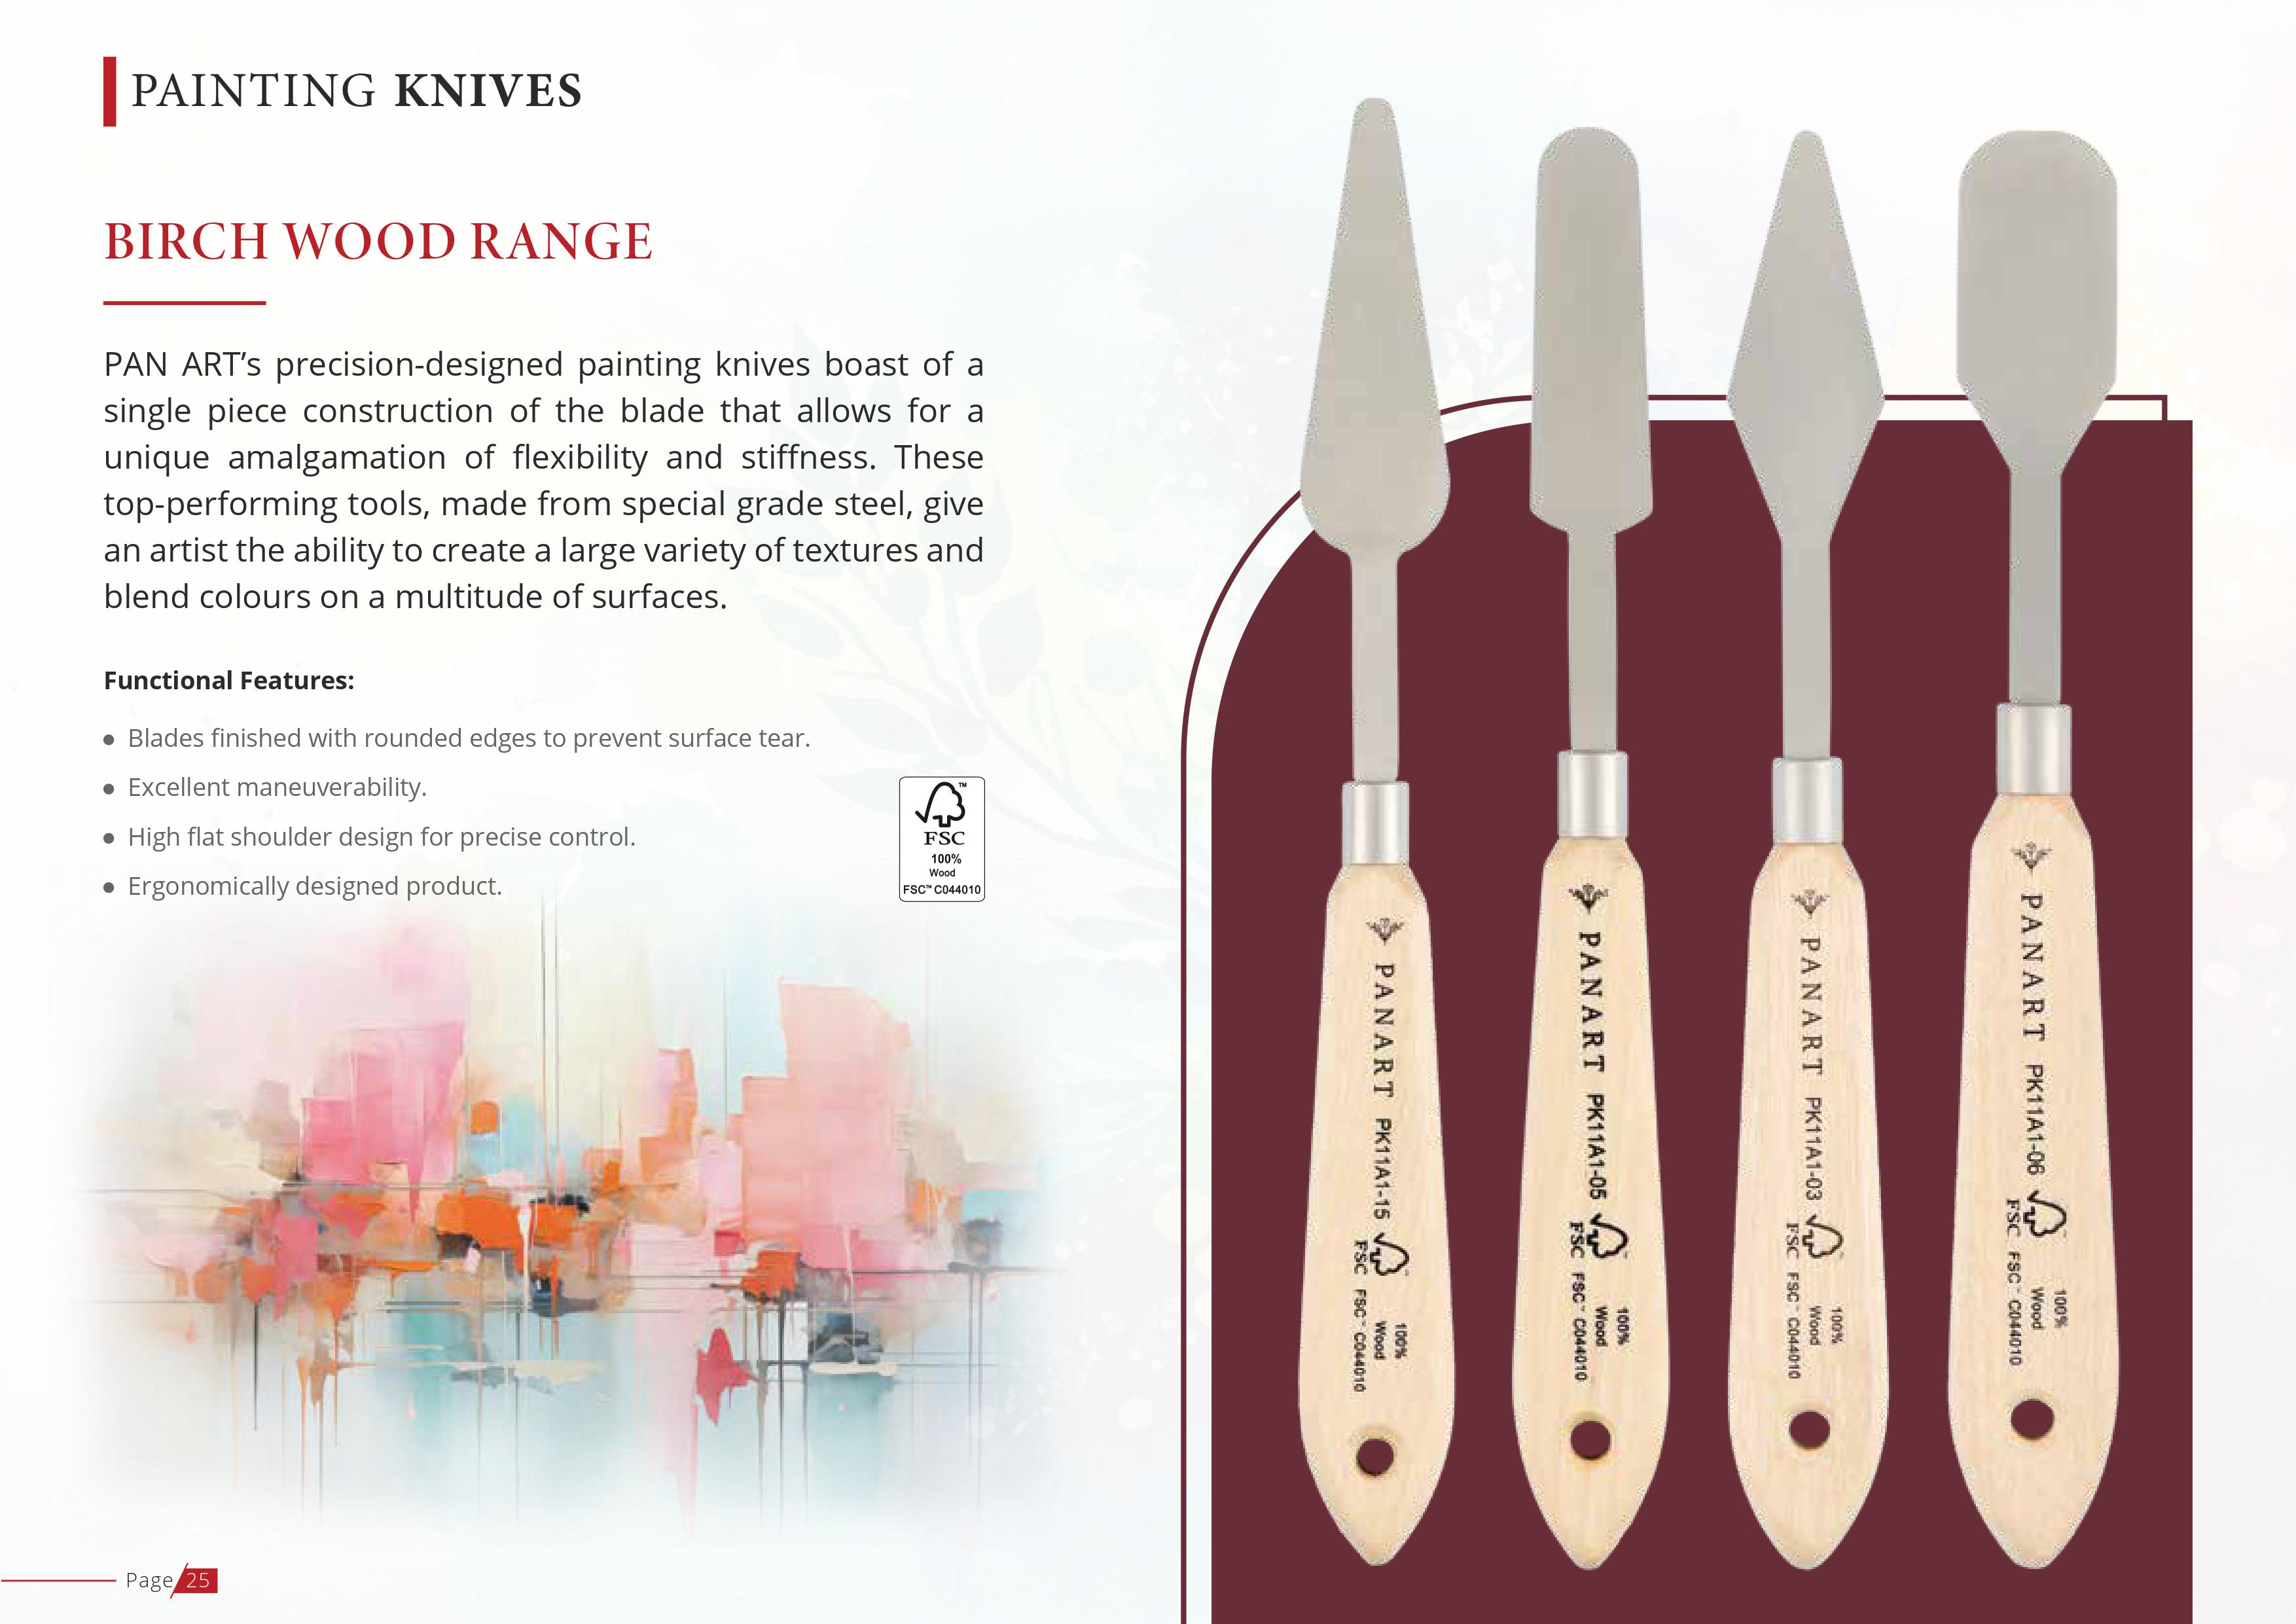 PAINTING KNIVES
BIRCH WOOD RANGE
PAN ART’s precision-designed painting knives boast of a
single piece construction of the blade that allows for a
unique amalgamation of flexibility and stiffness. These
top-performing tools, made from special grade steel, give
an artist the ability to create a large variety of textures and
blend colours on a multitude of surfaces.
Functional Features:
● Blades finished with rounded edges to prevent surface tear.
● Excellent maneuverability.
● High flat shoulder design for precise control.
● Ergonomically designed product.
™
FSC
100%
Wood
FSC™ C044010
PANART PK11A1-15
FSC
100%
Wood
FSC™ C044010
PANART PK11A1-05
FSC
100%
Wood
FSC™ C044010
PANART PK11A1-03
FSC
100%
Wood
FSC™ C044010
PANART PK11A1-06
FSC
100%
Wood
FSC™ C044010
Page 25